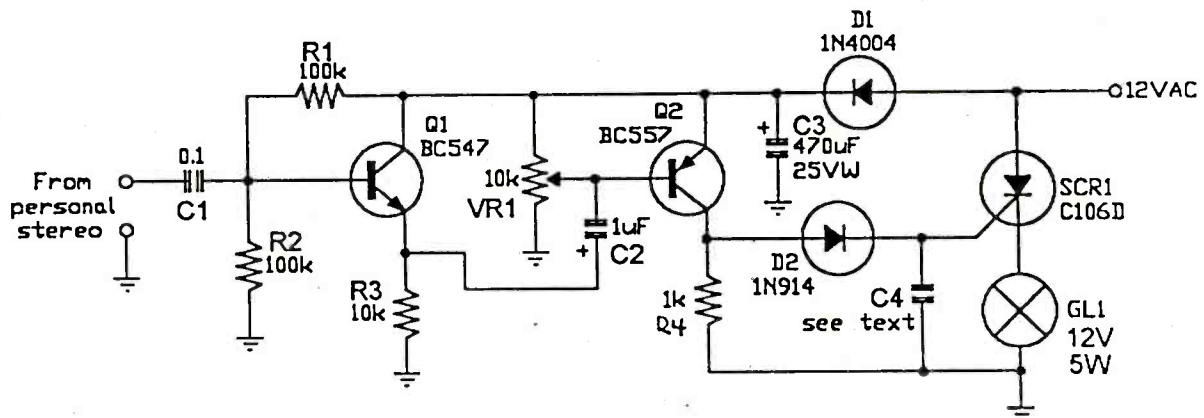 R1
100k
Q1
BC547
0.1
C1
From
personal
stereo
R2
100k
R3
10k
10k
VR1
1uF
+
C2
Q2
BC557
+
C3
470uF
25VW
D1
1N4004
12VAC
SCR1
C106D
D2
1N914
1k
R4
C4
see text
GL1
12V
5W